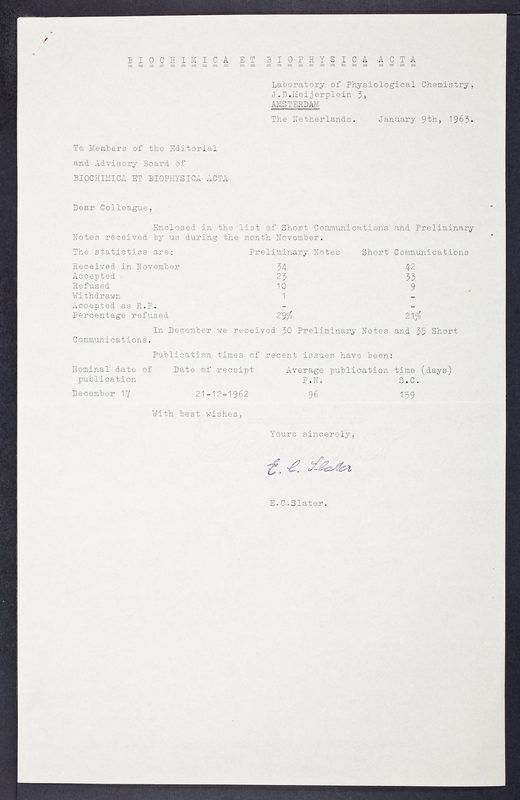 BIOCHIMICA ET BIOPHYSICA ACTA
Laboratory of Physiological Chemistry,
J.D.Meijerplein 3,
AMSTERDAM
The Netherlands. January 9th, 1963.
To Members of the Editorial
and Advisory Board of
BIOCHIMICA ET BIOPHYSICA ACTA
Dear Colleague,
Enclosed in the list of Short Communications and Preliminary
Notes received by us during the month November.
The statistics are: Preliminary Notes Short Communications
Received in November 34 42
Accepted 23 33
Refused 10 9
Withdrawn 1 -
Accepted as R.P. - -
Percentage refused 29% 21%
In December we received 30 Preliminary Notes and 35 Short
Communications.
Publication times of recent issues have been:
Nominal date of Date of receipt Average publication time (days)
publication P.N. S.C.
December 17 21-12-1962 96 159
With best wishes,
Yours sincerely,
E. C. Slater
E.C.Slater.